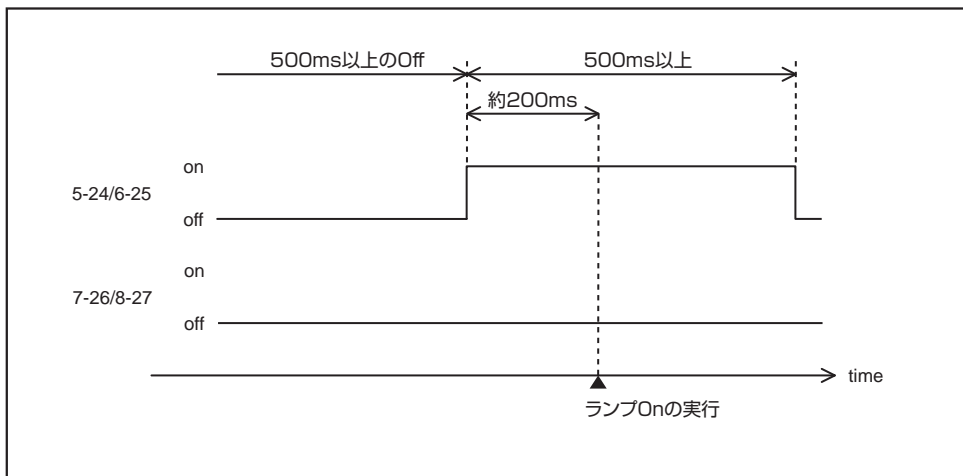 500ms以上のOff
500ms以上
約200ms
on
5-24/6-25
off
on
7-26/8-27
off
time
ランプOnの実行